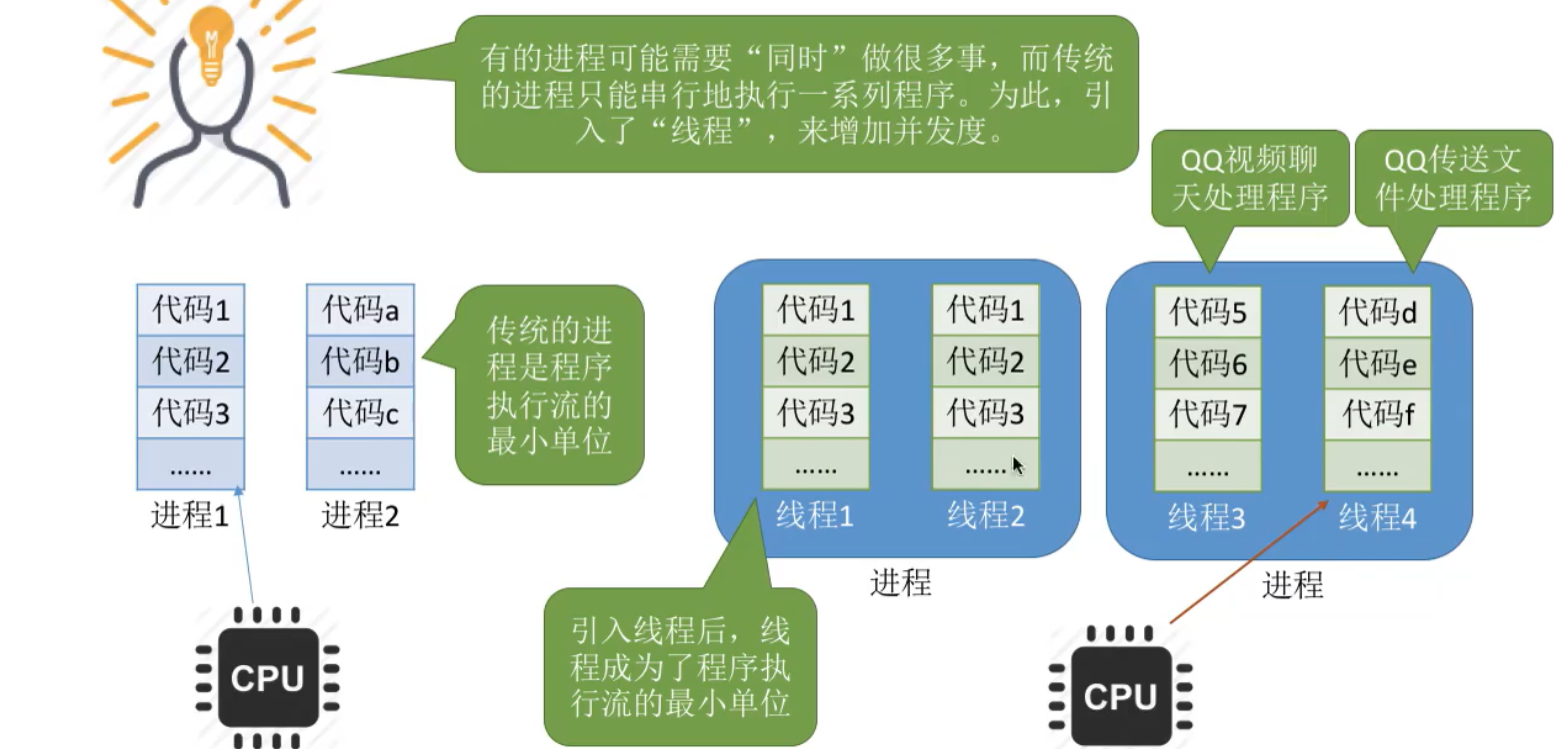 有的进程可能需要“同时”做很多事，而传统
的进程只能串行地执行一系列程序。为此，引
入了“线程”，来增加并发度。
QQ视频聊
天处理程序
QQ传送文
件处理程序
代码1
代码2
代码3
......
进程1
代码a
代码b
代码c
......
进程2
传统的进
程是程序
执行流的
最小单位
代码1
代码2
代码3
......
线程1
代码1
代码2
代码3
......
线程2
进程
代码5
代码6
代码7
......
线程3
代码d
代码e
代码f
......
线程4
进程
引入线程后，线
程成为了程序执
行流的最小单位
CPU
CPU